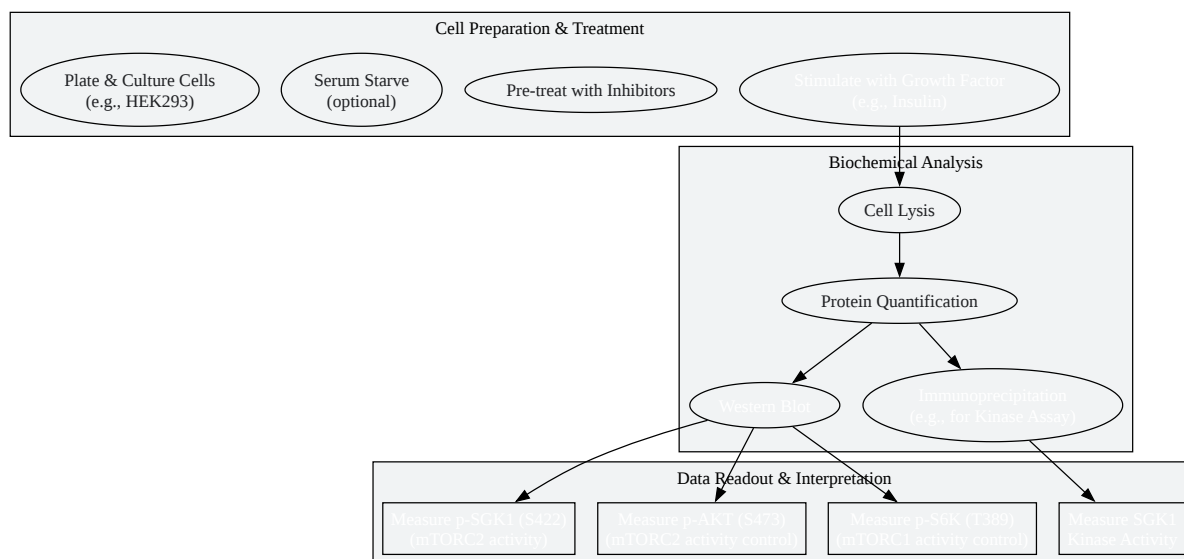 Cell Preparation & Treatment
Plate & Culture Cells
(e.g., HEK293)
Serum Starve
(optional)
Pre-treat with Inhibitors
Stimulate with Growth Factor
(e.g., Insulin)
Biochemical Analysis
Cell Lysis
Protein Quantification
Western Blot
Immunoprecipitation
(e.g., for Kinase Assay)
Data Readout & Interpretation
Measure p-SGK1 (S422)
(mTORC2 activity)
Measure p-AKT (S473)
(mTORC2 activity control)
Measure p-S6K (T389)
(mTORC1 activity control)
Measure SGK1
Kinase Activity